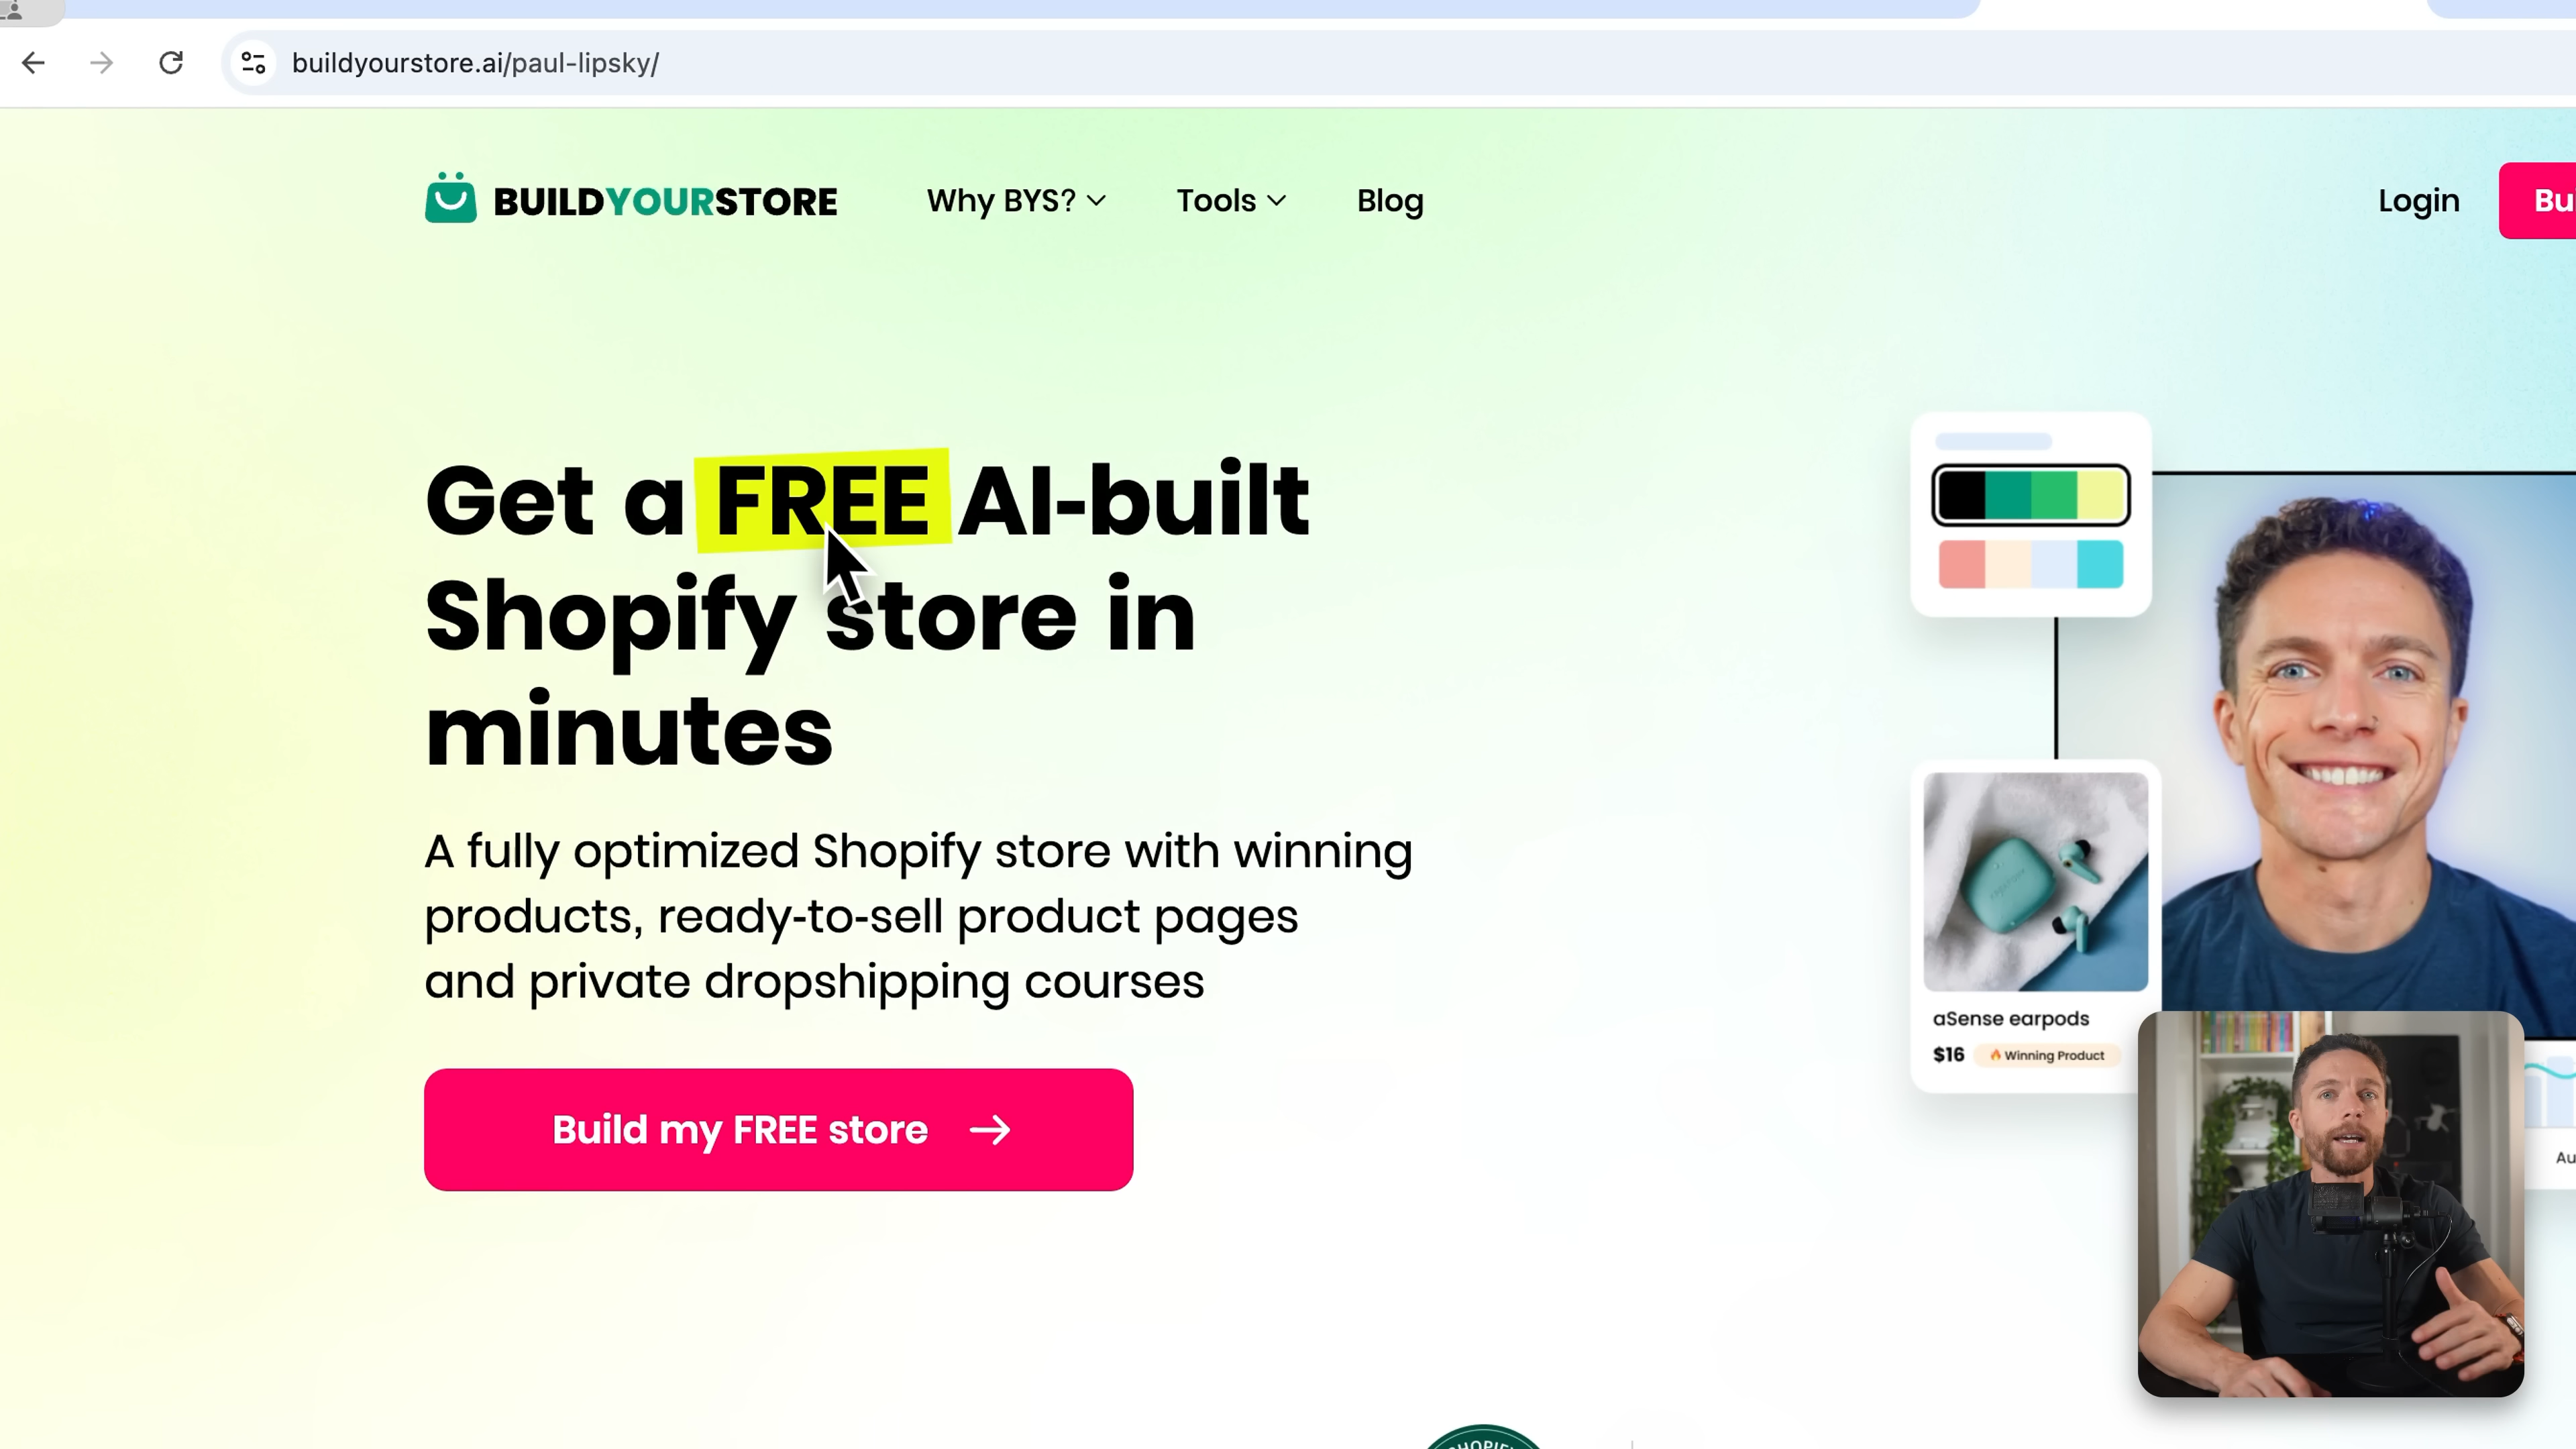 buildyourstore.ai/paul-lipsky/
BUILDYOURSTORE
Why BYS?
Tools
Blog
Login
Bu
Get a FREE AI-built
Shopify store in
minutes
A fully optimized Shopify store with winning
products, ready-to-sell product pages
and private dropshipping courses
Build my FREE store
aSense earpods
$16
Winning Product
Au